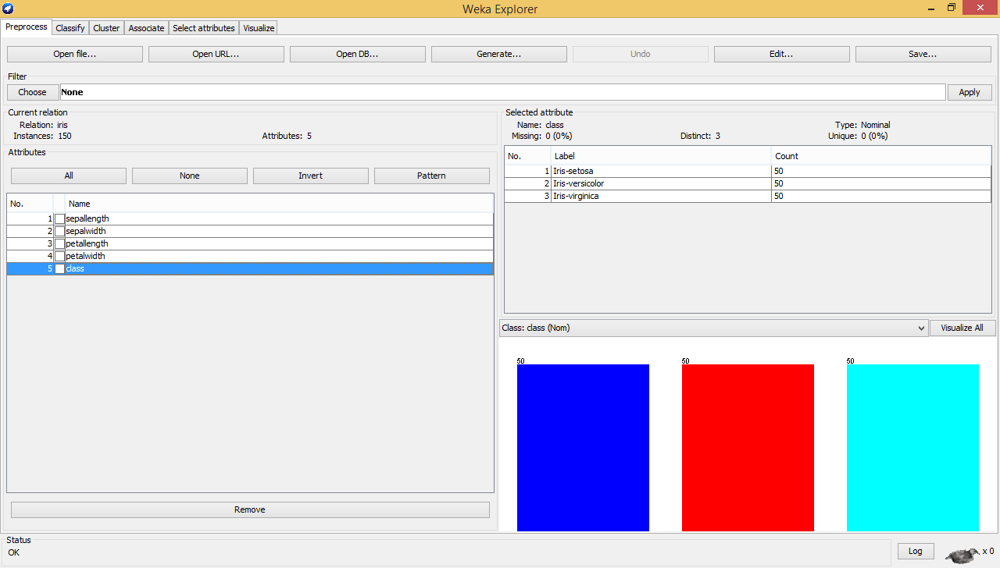 Weka Explorer
Preprocess Classify Cluster Associate Select attributes Visualize
Open file... Open URL... Open DB... Generate... Undo Edit... Save...
Filter
Choose None Apply
Current relation
Relation: iris
Instances: 150 Attributes: 5
Attributes
All None Invert Pattern
No. Name
1 sepallength
2 sepalwidth
3 petallength
4 petalwidth
5 class
Remove
Selected attribute
Name: class Type: Nominal
Missing: 0 (0%) Distinct: 3 Unique: 0 (0%)
No. Label Count
1 Iris-setosa 50
2 Iris-versicolor 50
3 Iris-virginica 50
Class: class (Nom) Visualize All
50 50 50
Status
OK
Log x 0